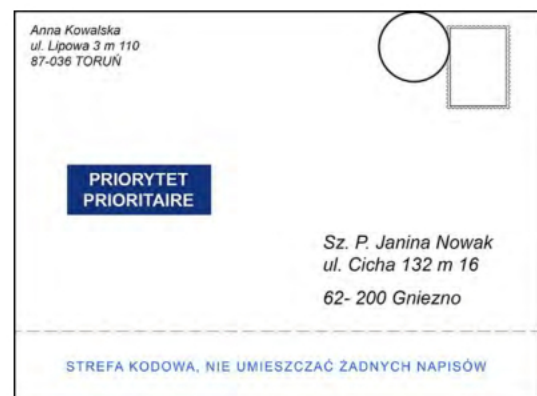 Anna Kowalska
ul. Lipowa 3 m 110
87-036 TORUŃ
PRIORYTET
PRIORITAIRE
Sz. P. Janina Nowak
ul. Cicha 132 m 16
62- 200 Gniezno
STREFA KODOWA, NIE UMIESZCZAĆ ŻADNYCH NAPISÓW